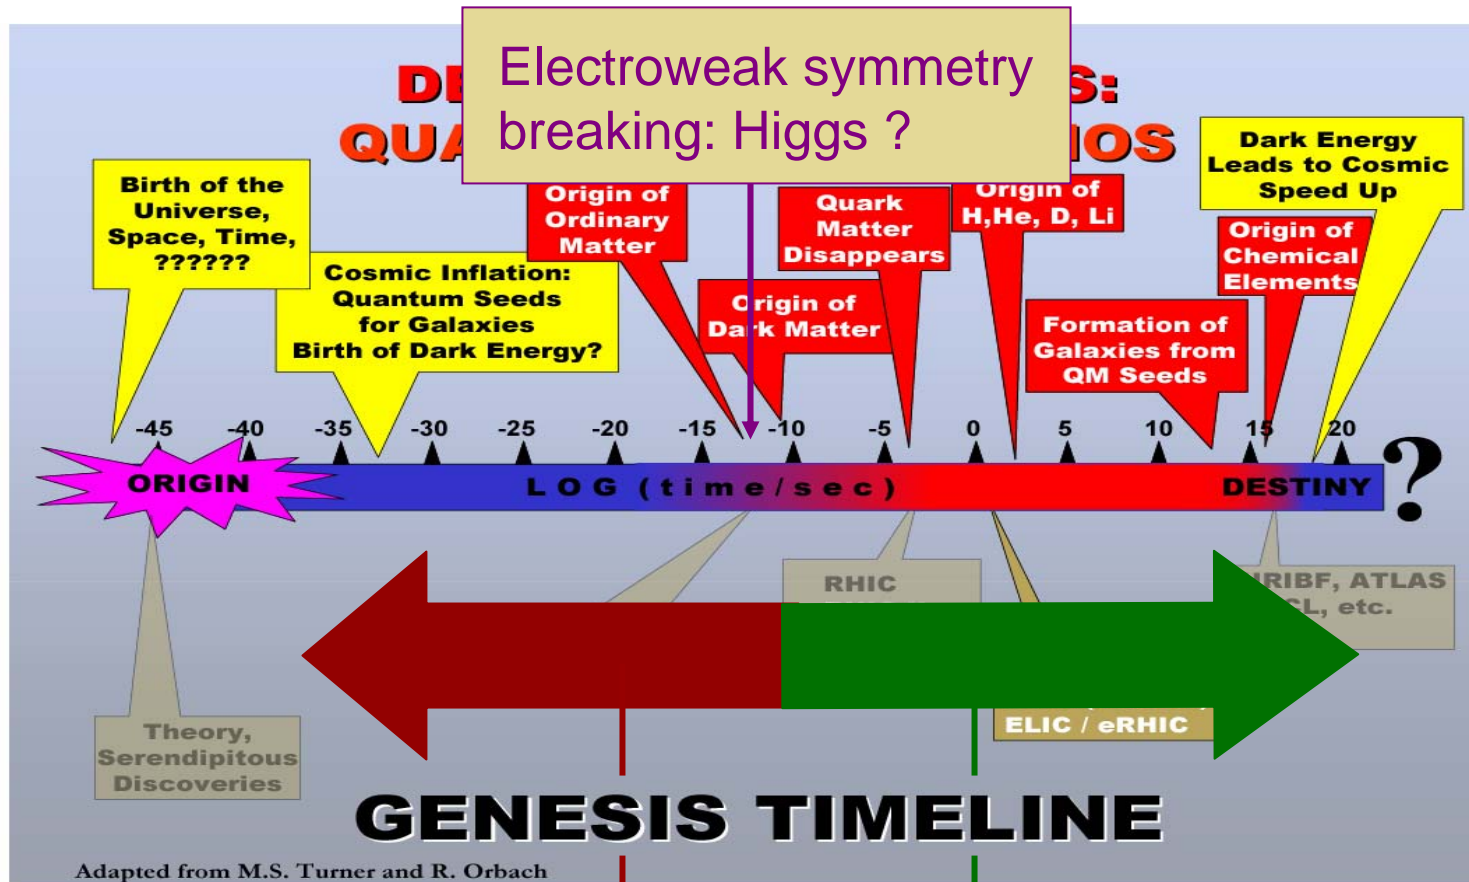 Electroweak symmetry
breaking: Higgs ?
Birth of the
Universe,
Space, Time,
??????
Cosmic Inflation:
Quantum Seeds
for Galaxies
Birth of Dark Energy?
Origin of
Ordinary
Matter
Origin of
Dark Matter
Quark
Matter
Disappears
Origin of
H,He, D, Li
Formation of
Galaxies from
QM Seeds
Origin of
Chemical
Elements
Dark Energy
Leads to Cosmic
Speed Up
-45 -40 -35 -30 -25 -20 -15 -10 -5 0 5 10 15 20
ORIGIN
LOG (time/sec)
DESTINY
?
RHIC
RIBF, ATLAS
etc.
ELIC / eRHIC
Theory,
Serendipitous
Discoveries
GENESIS TIMELINE
Adapted from M.S. Turner and R. Orbach